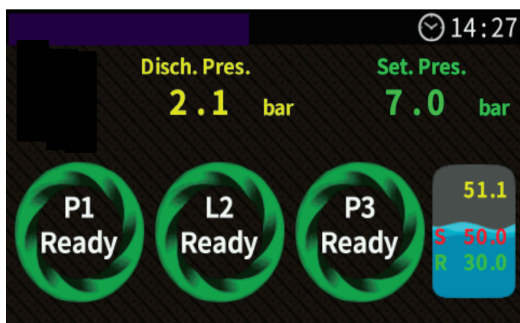 14:27
Disch. Pres. Set. Pres.
2.1 bar 7.0 bar
P1 L2 P3 51.1
Ready Ready Ready S 50.0
R 30.0